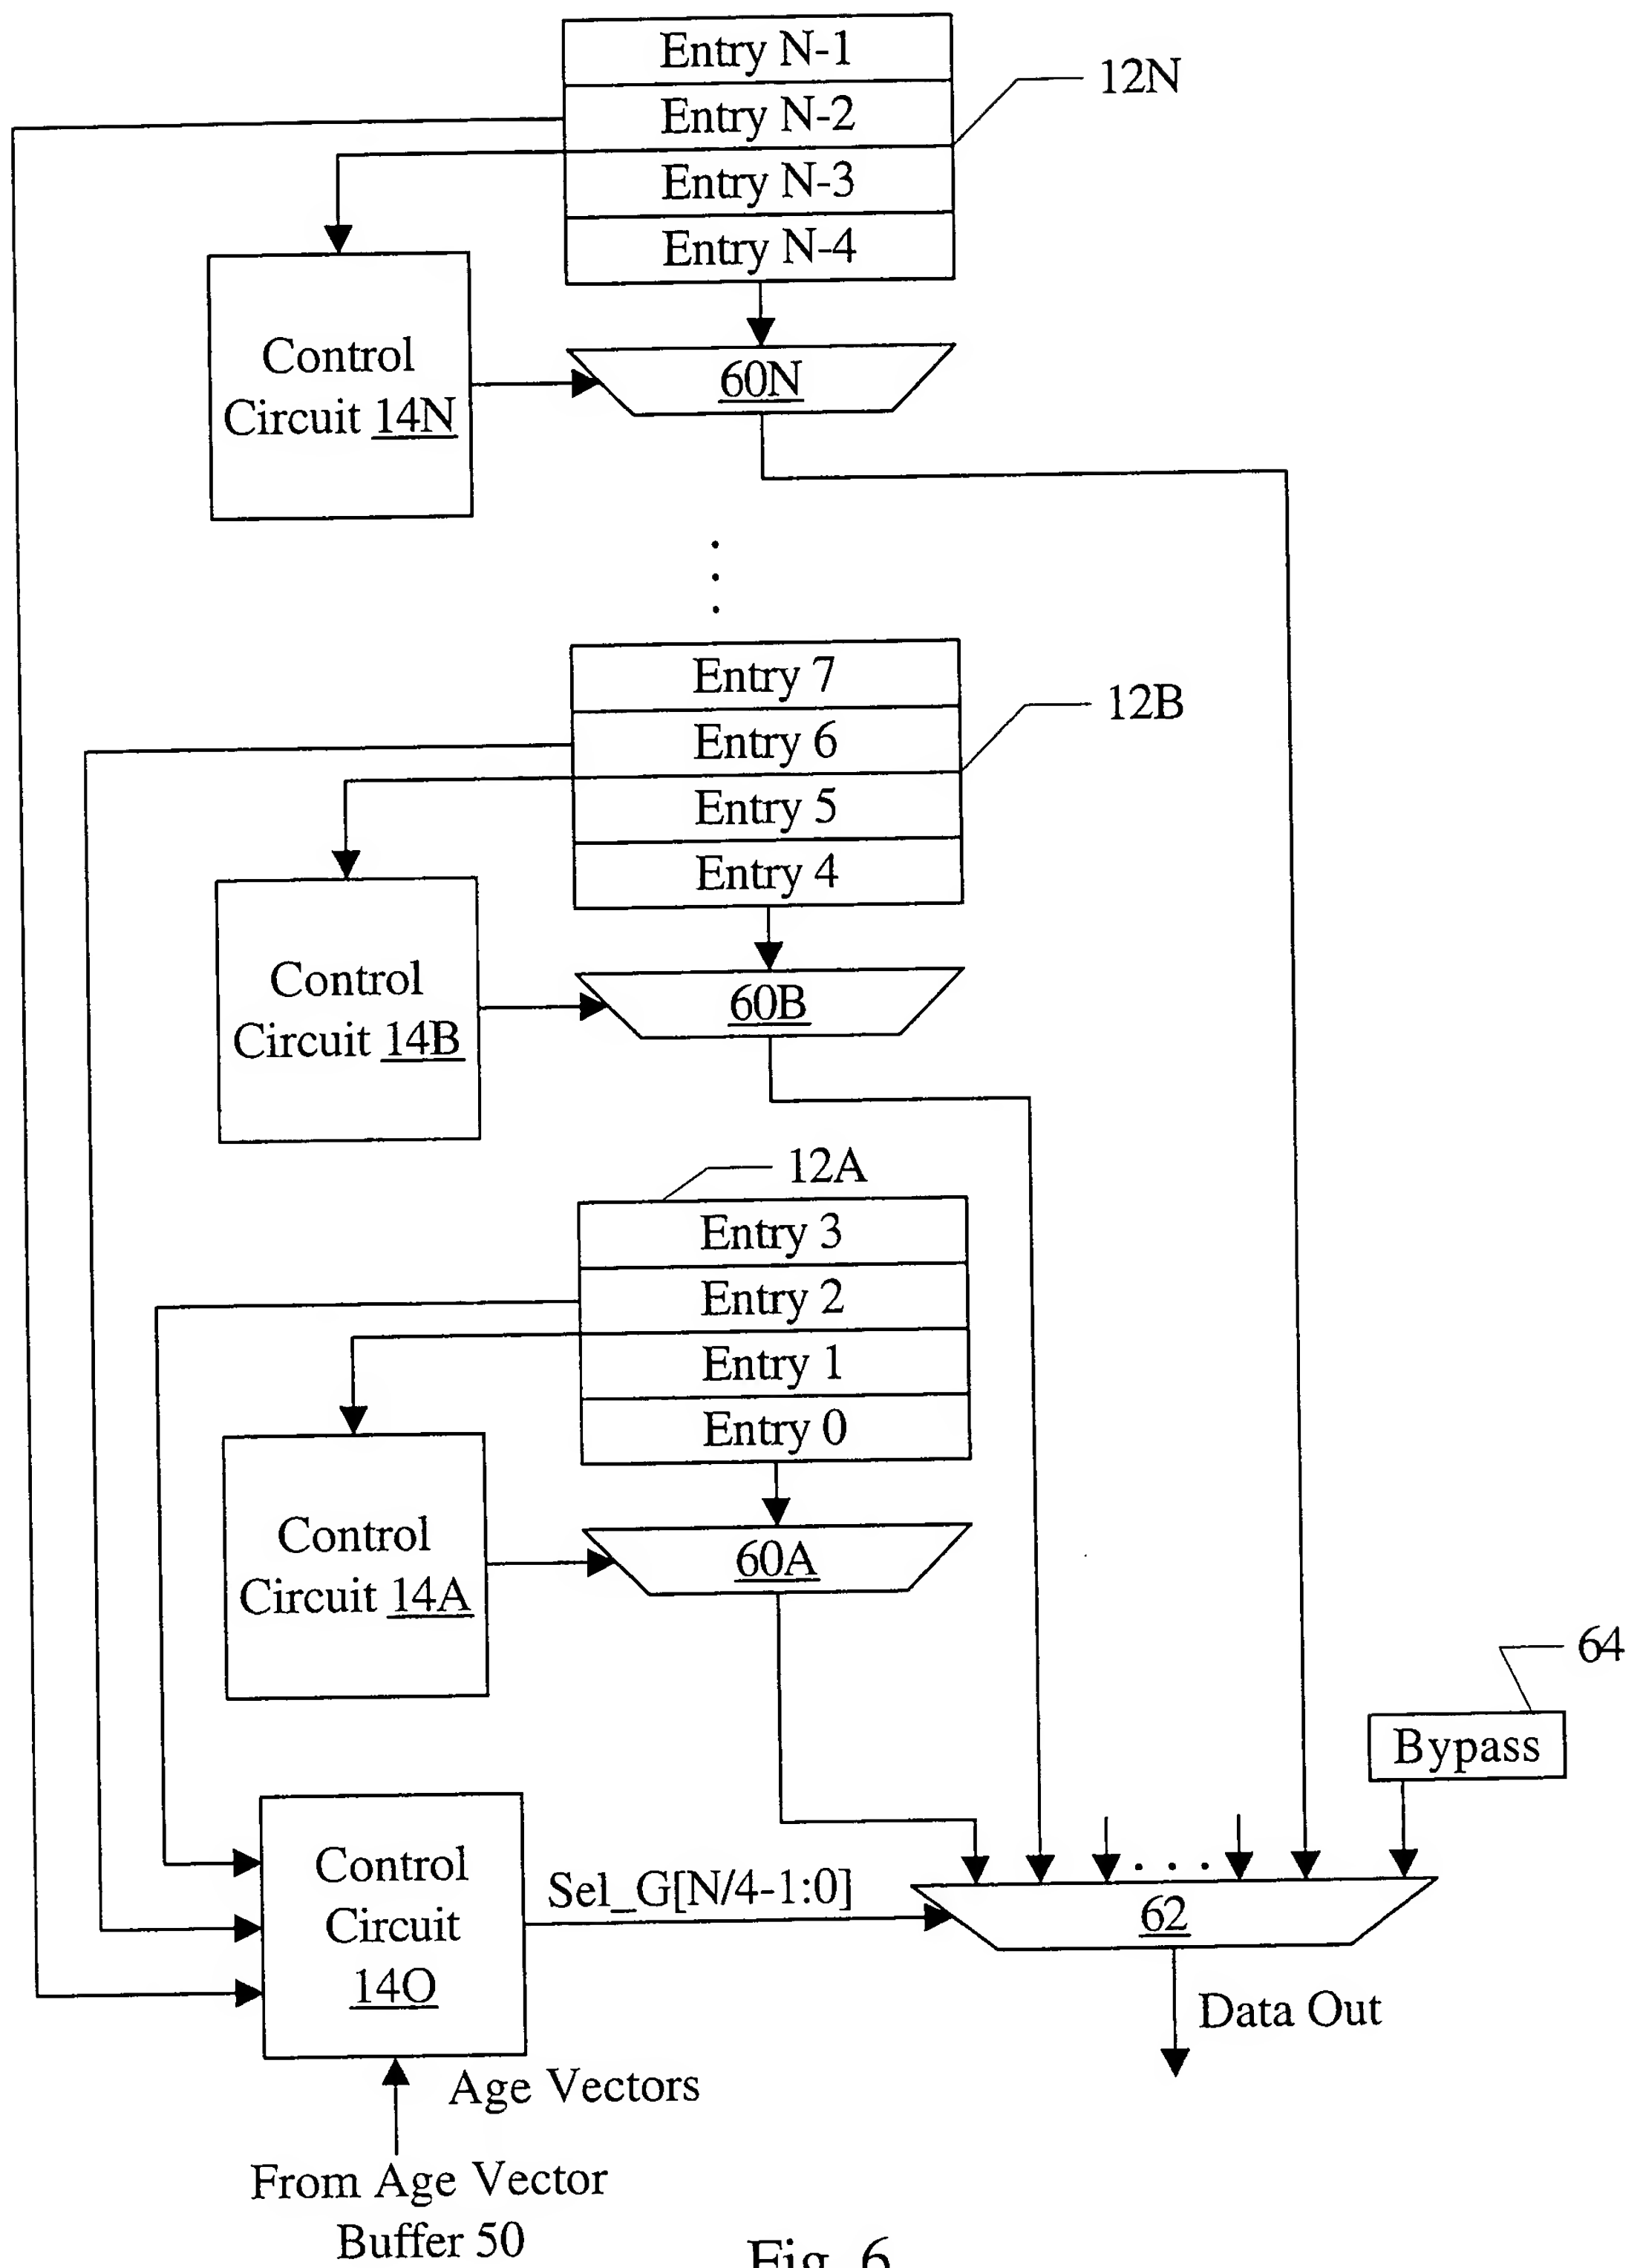 Entry N-1
12N
Entry N-2
Entry N-3
Entry N-4
Control
Circuit 14N
60N
Entry 7
12B
Entry 6
Entry 5
Entry 4
Control
Circuit 14B
60B
12A
Entry 3
Entry 2
Entry 1
Entry 0
Control
Circuit 14A
60A
64
Bypass
Control
Circuit
14O
Sel_G[N/4-1:0]
62
Data Out
Age Vectors
From Age Vector
Buffer 50
Fig. 6